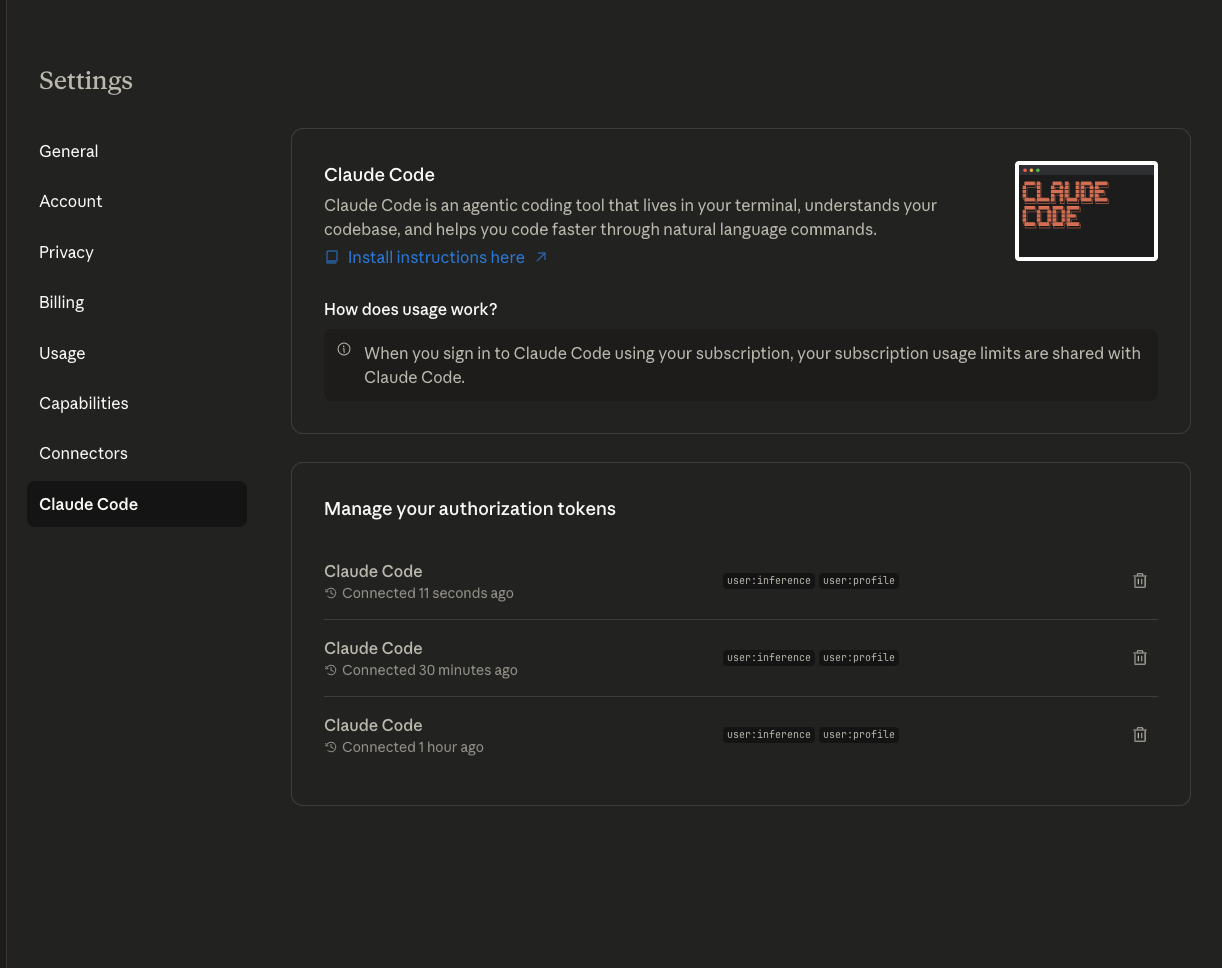 Settings
General
Account
Privacy
Billing
Usage
Capabilities
Connectors
Claude Code
Claude Code
Claude Code is an agentic coding tool that lives in your terminal, understands your
codebase, and helps you code faster through natural language commands.
Install instructions here
CLAUDE
CODE
How does usage work?
When you sign in to Claude Code using your subscription, your subscription usage limits are shared with
Claude Code.
Manage your authorization tokens
Claude Code
Connected 11 seconds ago
user:inference user:profile
Claude Code
Connected 30 minutes ago
user:inference user:profile
Claude Code
Connected 1 hour ago
user:inference user:profile